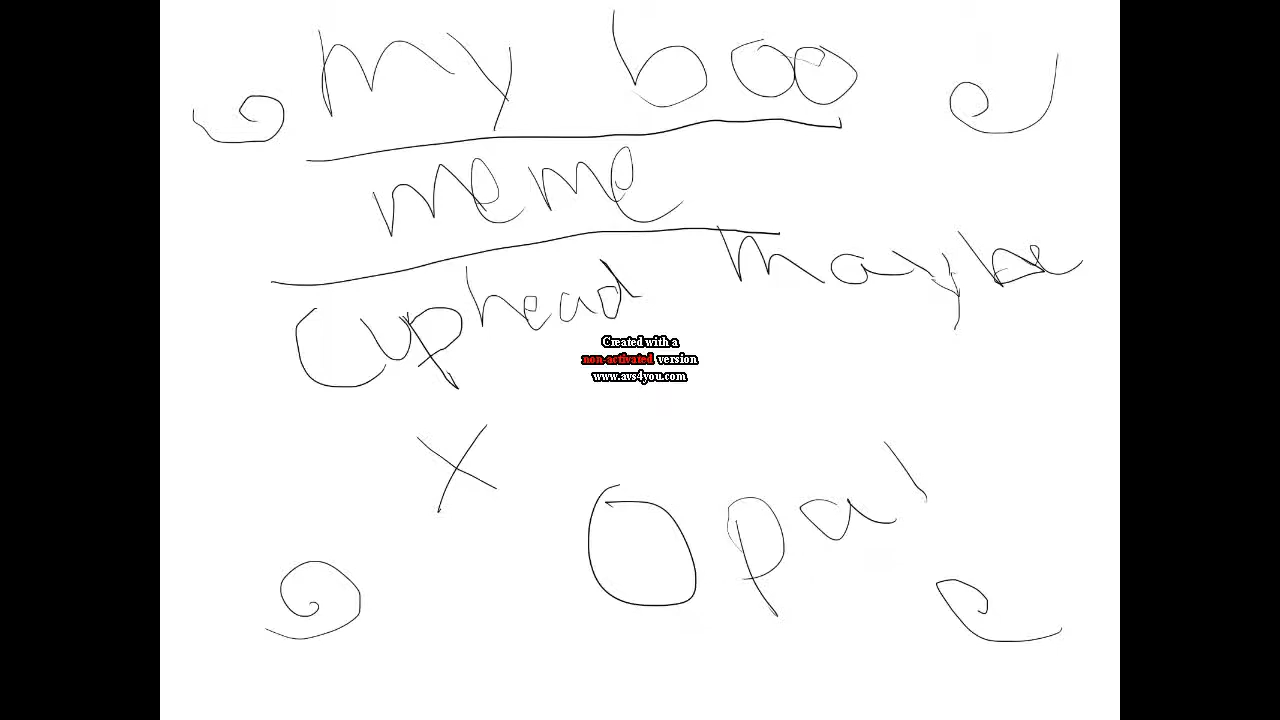 my boo
meme
cuphead maybe
Created with a
non-activated version
www.avs4you.com
x
Opal